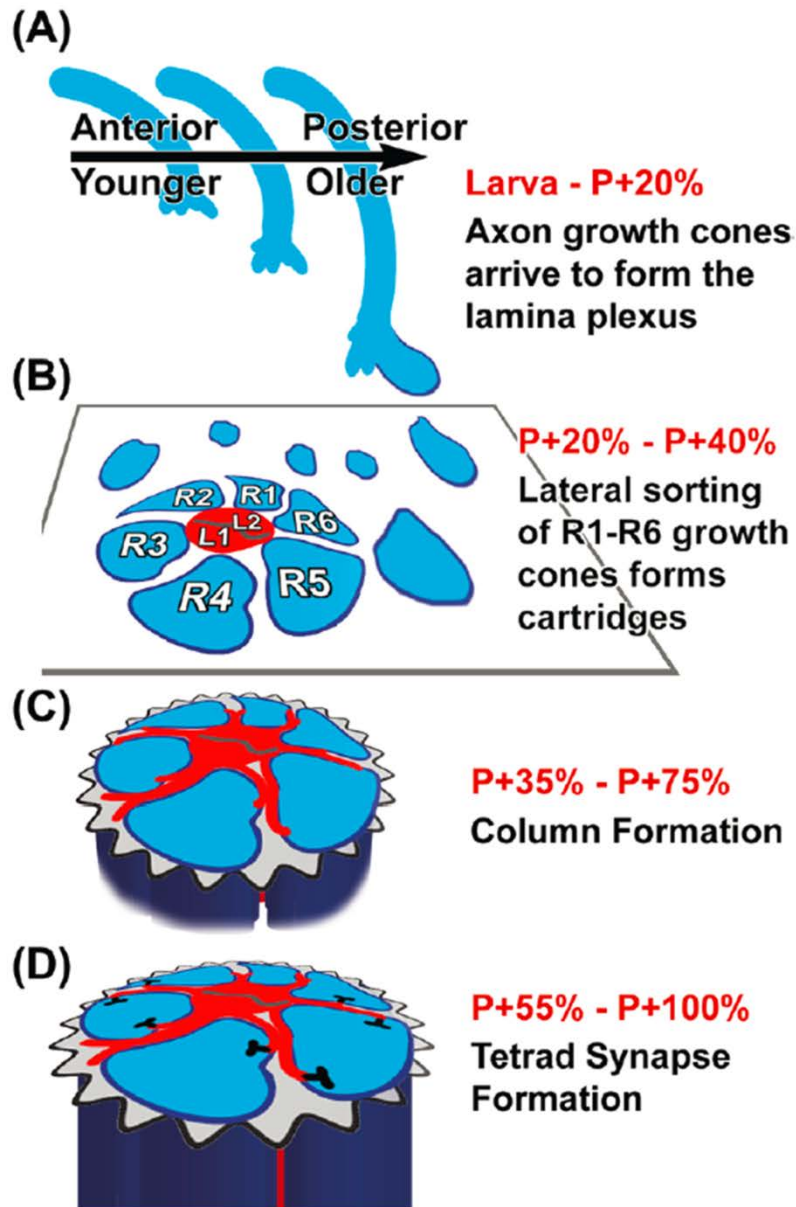 (A)
Anterior Posterior
Younger Older
Larva - P+20%
Axon growth cones
arrive to form the
lamina plexus
(B)
P+20% - P+40%
Lateral sorting
of R1-R6 growth
cones forms
cartridges
R2 R1
L2
R3 L1 R6
R4 R5
(C)
P+35% - P+75%
Column Formation
(D)
P+55% - P+100%
Tetrad Synapse
Formation